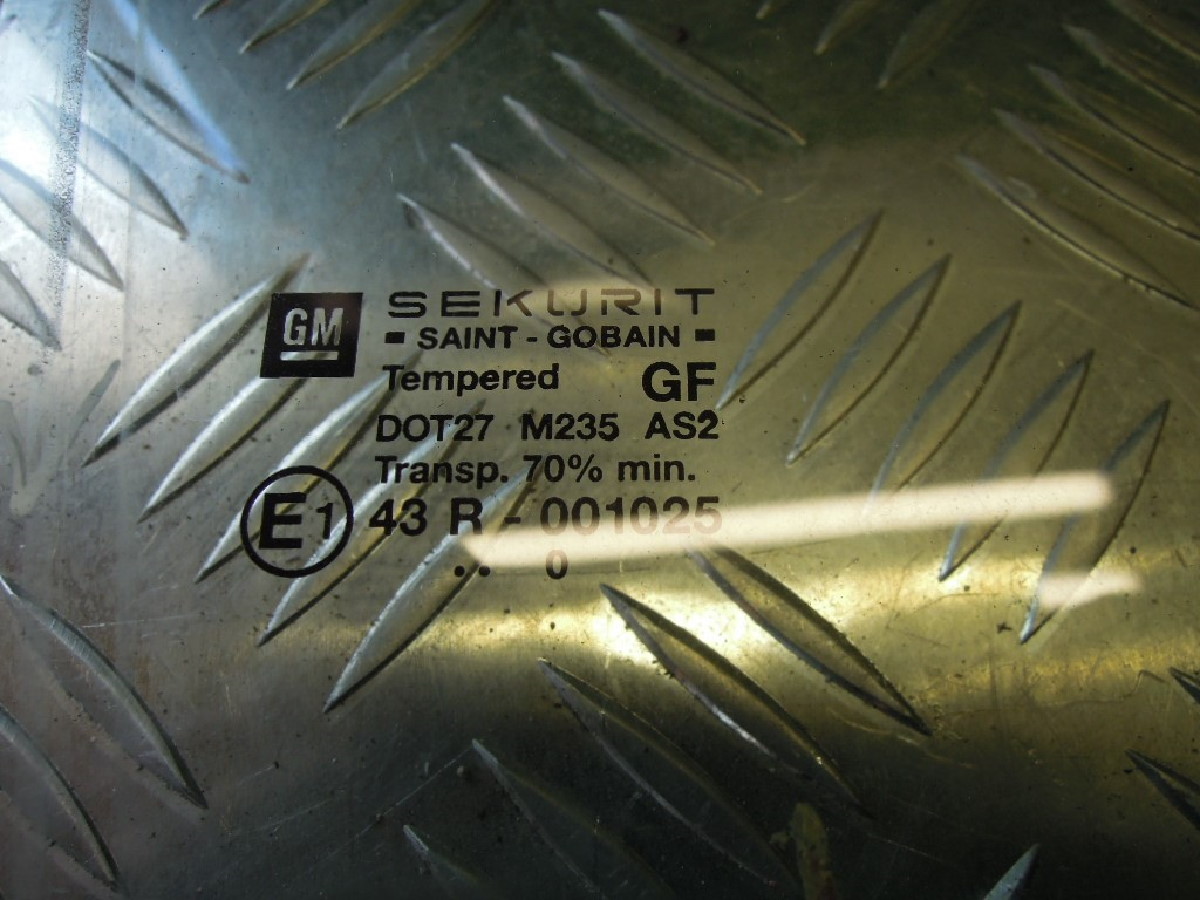 GM
SEKURIT
SAINT - GOBAIN
Tempered GF
DOT27 M235 AS2
Transp. 70% min.
E1 43 R - 001025
.. 0